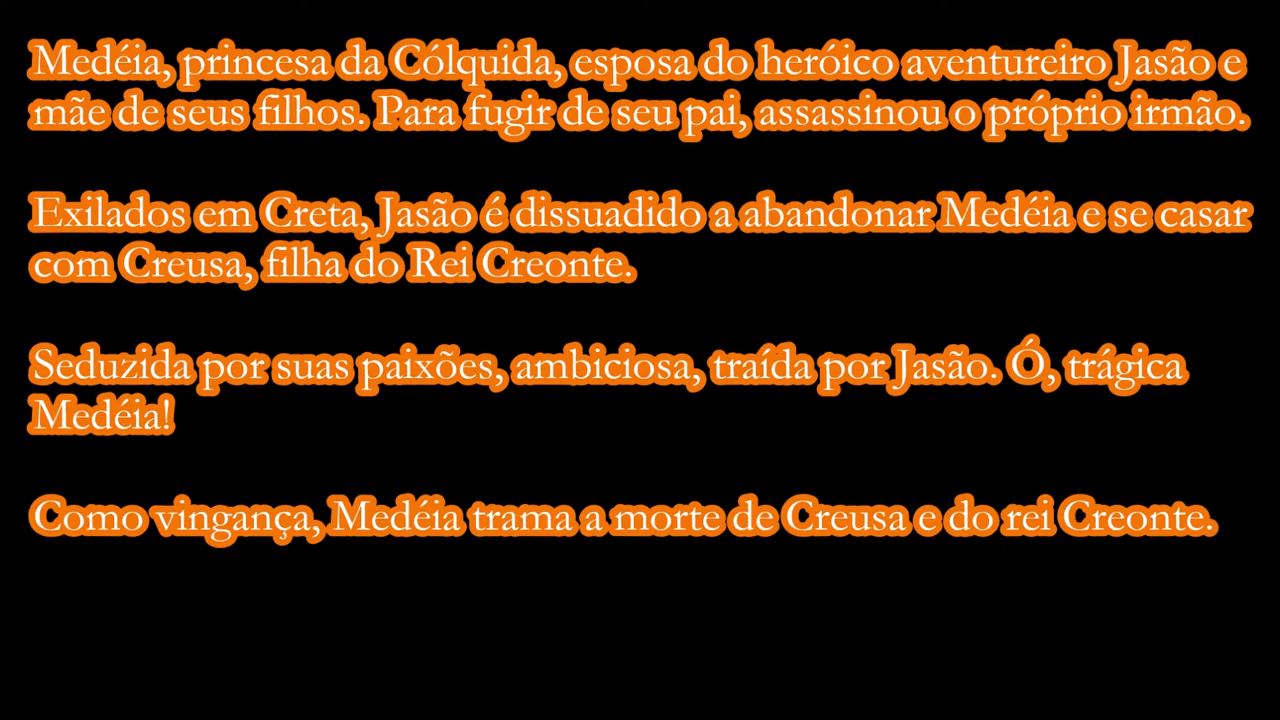 Medéia, princesa da Cólquida, esposa do heróico aventureiro Jasão e
mãe de seus filhos. Para fugir de seu pai, assassinou o próprio irmão.
Exilados em Creta, Jasão é dissuadido a abandonar Medéia e se casar
com Creusa, filha do Rei Creonte.
Seduzida por suas paixões, ambiciosa, traída por Jasão. Ó, trágica
Medéia!
Como vingança, Medéia trama a morte de Creusa e do rei Creonte.